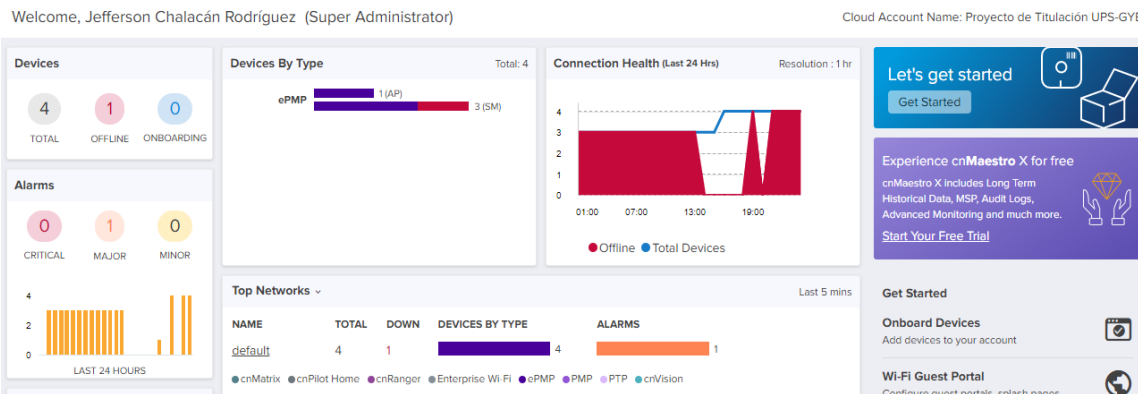 Welcome, Jefferson Chalacán Rodríguez (Super Administrator)
Cloud Account Name: Proyecto de Titulación UPS-GYE
Devices
4
1
0
TOTAL
OFFLINE
ONBOARDING
Devices By Type
Total: 4
ePMP
1 (AP)
3 (SM)
Connection Health (Last 24 Hrs)
Resolution : 1 hr
4
3
2
1
0
01:00
07:00
13:00
19:00
Offline
Total Devices
Let's get started
Get Started
Alarms
0
1
0
CRITICAL
MAJOR
MINOR
4
2
0
LAST 24 HOURS
Experience cnMaestro X for free
cnMaestro X includes Long Term
Historical Data, MSP, Audit Logs,
Advanced Monitoring and much more.
Start Your Free Trial
Top Networks
Last 5 mins
NAME
TOTAL
DOWN
DEVICES BY TYPE
ALARMS
default
4
1
4
1
cnMatrix
cnPilot Home
cnRanger
Enterprise Wi-Fi
ePMP
PMP
PTP
cnVision
Get Started
Onboard Devices
Add devices to your account
Wi-Fi Guest Portal
Configure guest portals, splash pages